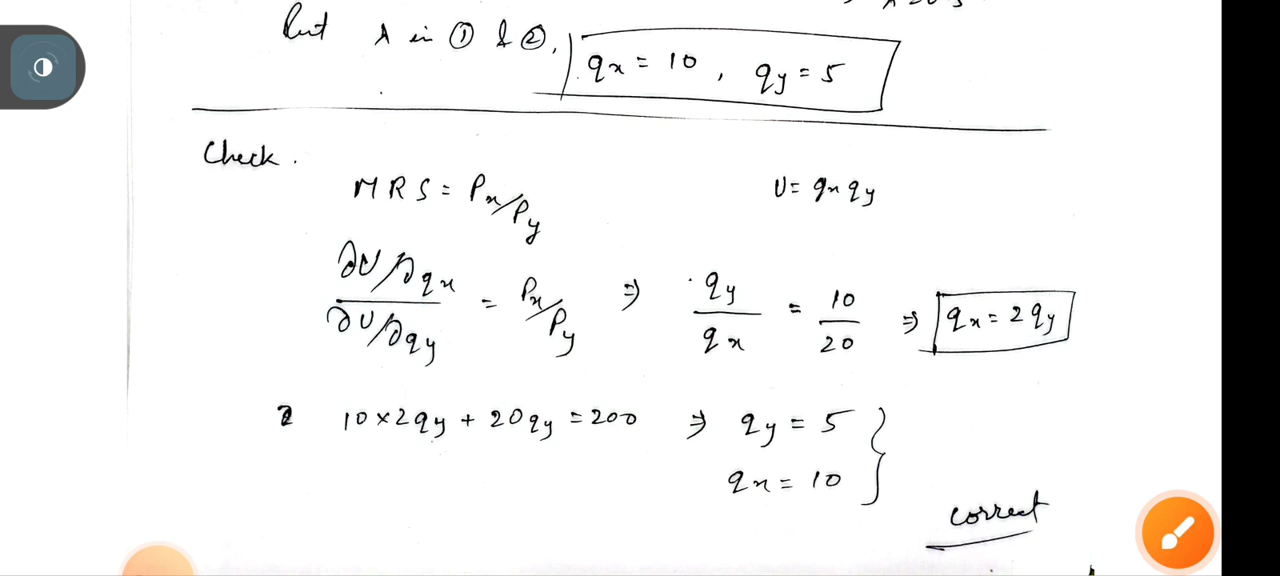 Put λ in ① & ②, qx = 10, qy = 5
Check.
MRS = Px/Py U = qx qy
∂U/∂qx / ∂U/∂qy = Px/Py ⇒ qy/qx = 10/20 ⇒ qx = 2qy
10×2qy + 20qy = 200 ⇒ qy = 5
qx = 10
correct